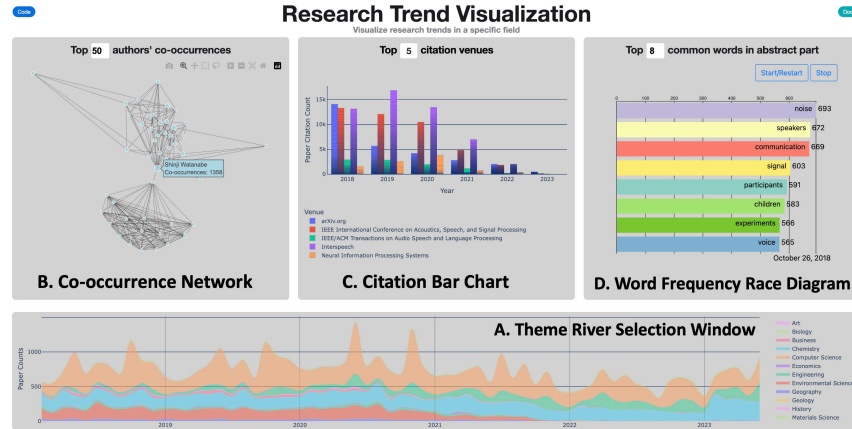 Code
Research Trend Visualization
Visualize research trends in a specific field
Top 50 authors' co-occurrences
Shinji Watanabe
Co-occurrences: 1358
B. Co-occurrence Network
Top 5 citation venues
15k
10k
5k
0
Paper Citation Count
2018 2019 2020 2021 2022 2023
Year
Venue
arXiv.org
IEEE International Conference on Acoustics, Speech, and Signal Processing
IEEE/ACM Transactions on Audio Speech and Language Processing
Interspeech
Neural Information Processing Systems
C. Citation Bar Chart
Top 8 common words in abstract part
Start/Restart Stop
0 100 200 300 400 500 600
noise 693
speakers 672
communication 669
signal 603
participants 591
children 583
experiments 566
voice 565
October 26, 2018
D. Word Frequency Race Diagram
A. Theme River Selection Window
Paper Counts
1000
500
0
2019 2020 2021 2022 2023
Art
Biology
Business
Chemistry
Computer Science
Economics
Engineering
Environmental Science
Geography
Geology
History
Materials Science